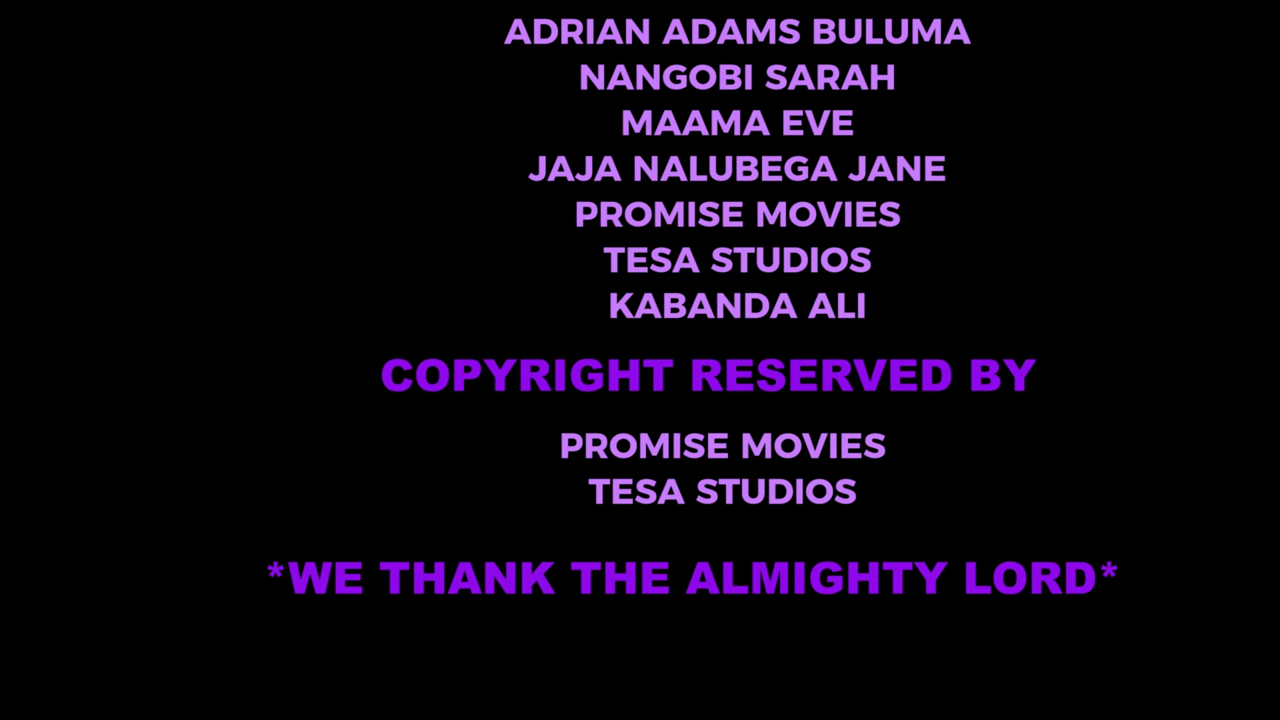 ADRIAN ADAMS BULUMA
NANGOBI SARAH
MAAMA EVE
JAJA NALUBEGA JANE
PROMISE MOVIES
TESA STUDIOS
KABANDA ALI
COPYRIGHT RESERVED BY
PROMISE MOVIES
TESA STUDIOS
*WE THANK THE ALMIGHTY LORD*